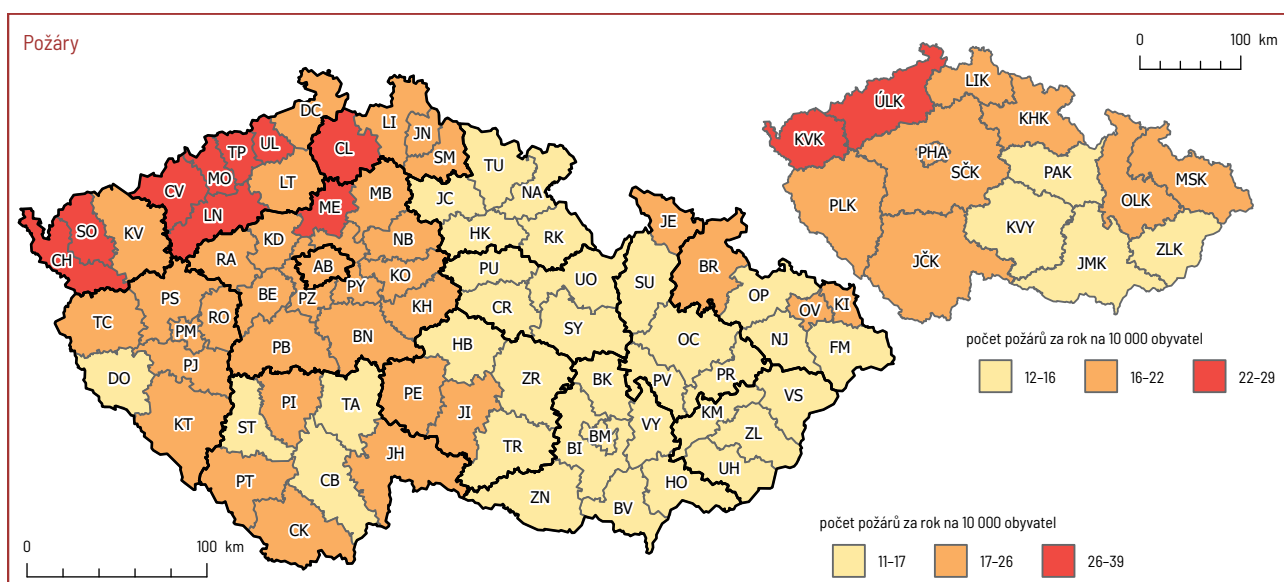 Požáry
0 100 km
DC
LI
JN
SM
UL
TP
MO
CL
CV
LT
TU
LN
ME
MB
JC
NA
SO
KV
KD
HK
RK
JE
CH
RA
NB
AB
KO
PU
UO
SU
BR
OP
BE
PZ
PY
KH
CR
OV
KI
PS
TC
RO
PM
PB
BN
SY
OC
NJ
FM
HB
PJ
DO
ZR
BK
PV
PR
VS
KT
ST
PI
TA
PE
JI
VY
KM
ZL
BM
BI
TR
JH
UH
PT
CB
HO
ZN
BV
CK
0 100 km
ÚLK
LIK
KVK
KHK
PHA
SČK
PAK
MSK
OLK
PLK
KVY
ZLK
JČK
JMK
počet požárů za rok na 10 000 obyvatel
12–16 16–22 22–29
počet požárů za rok na 10 000 obyvatel
11–17 17–26 26–39